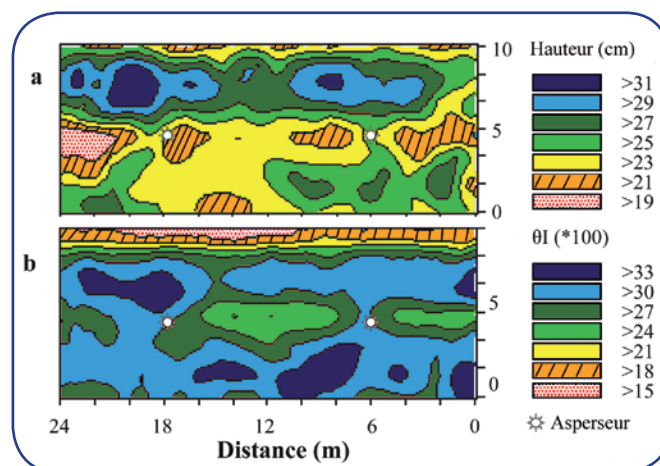 a
10
5
0
Hauteur (cm)
>31
>29
>27
>25
>23
>21
>19
b
5
0
θI (*100)
>33
>30
>27
>24
>21
>18
>15
Asperseur
24 18 12 6 0
Distance (m)